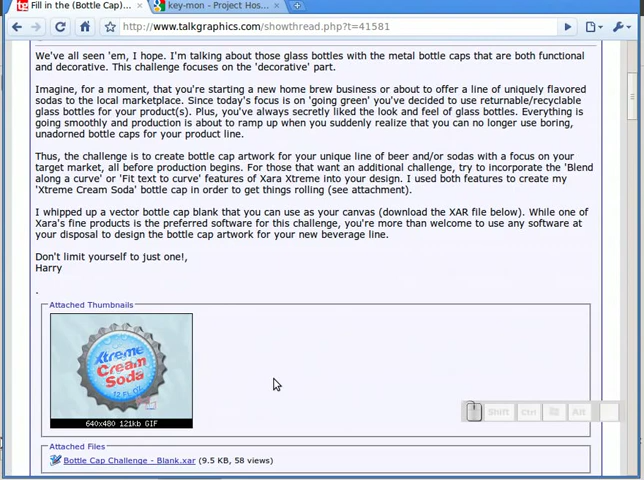 Fill in the (Bottle Cap)...
key-mon - Project Hos...
http://www.talkgraphics.com/showthread.php?t=41581
We've all seen 'em, I hope. I'm talking about those glass bottles with the metal bottle caps that are both functional
and decorative. This challenge focuses on the 'decorative' part.
Imagine, for a moment, that you're starting a new home brew business or about to offer a line of uniquely flavored
sodas to the local marketplace. Since today's focus is on 'going green' you've decided to use returnable/recyclable
glass bottles for your product(s). Plus, you've always secretly liked the look and feel of glass bottles. Everything is
going smoothly and production is about to ramp up when you suddenly realize that you can no longer use boring,
unadorned bottle caps for your product line.
Thus, the challenge is to create bottle cap artwork for your unique line of beer and/or sodas with a focus on your
target market, all before production begins. For those that want an additional challenge, try to incorporate the 'Blend
along a curve' or 'Fit text to curve' features of Xara Xtreme into your design. I used both features to create my
'Xtreme Cream Soda' bottle cap in order to get things rolling (see attachment).
I whipped up a vector bottle cap blank that you can use as your canvas (download the XAR file below). While one of
Xara's fine products is the preferred software for this challenge, you're more than welcome to use any software at
your disposal to design the bottle cap artwork for your new beverage line.
Don't limit yourself to just one!,
Harry
.
Attached Thumbnails
Xtreme
Cream
Soda
12 Fl. Oz.
640x480 121kb GIF
Shift
Ctrl
Alt
Attached Files
Bottle Cap Challenge - Blank.xar (9.5 KB, 58 views)